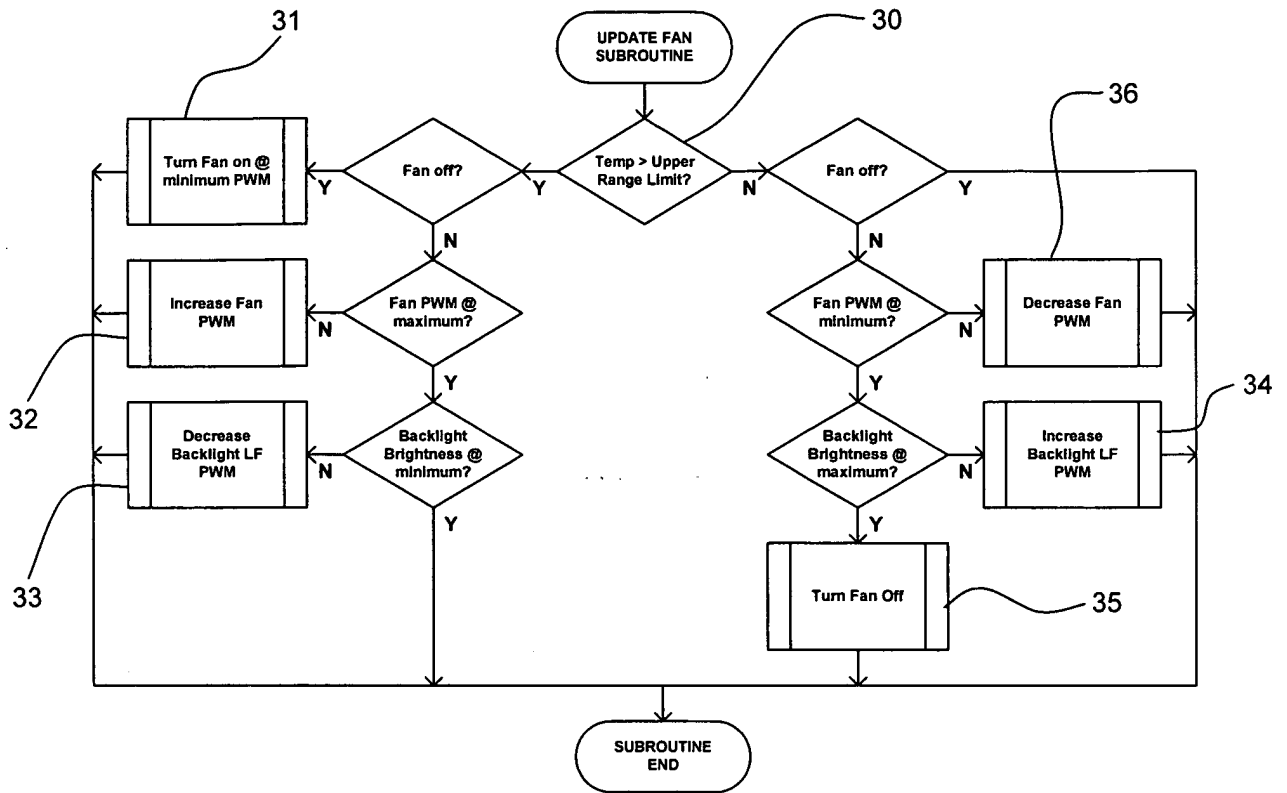 31
UPDATE FAN
SUBROUTINE
30
36
Turn Fan on @
minimum PWM
Y
Fan off?
Y
Temp > Upper
Range Limit?
N
Fan off?
Y
N
N
Increase Fan
PWM
N
Fan PWM @
maximum?
Fan PWM @
minimum?
N
Decrease Fan
PWM
32
Y
Y
34
Decrease
Backlight LF
PWM
N
Backlight
Brightness @
minimum?
Backlight
Brightness @
maximum?
N
Increase
Backlight LF
PWM
33
Y
Y
Turn Fan Off
35
SUBROUTINE
END